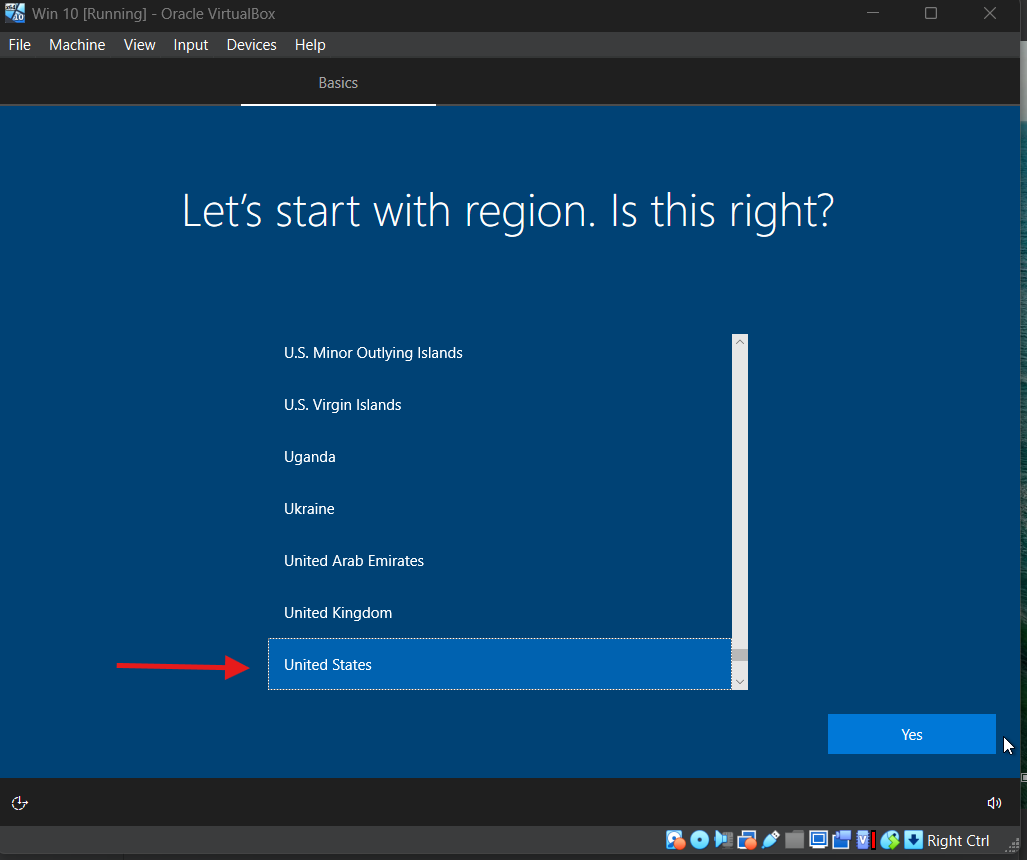 Win 10 [Running] - Oracle VirtualBox
File Machine View Input Devices Help
Basics
Let’s start with region. Is this right?
U.S. Minor Outlying Islands
U.S. Virgin Islands
Uganda
Ukraine
United Arab Emirates
United Kingdom
United States
Yes
Right Ctrl